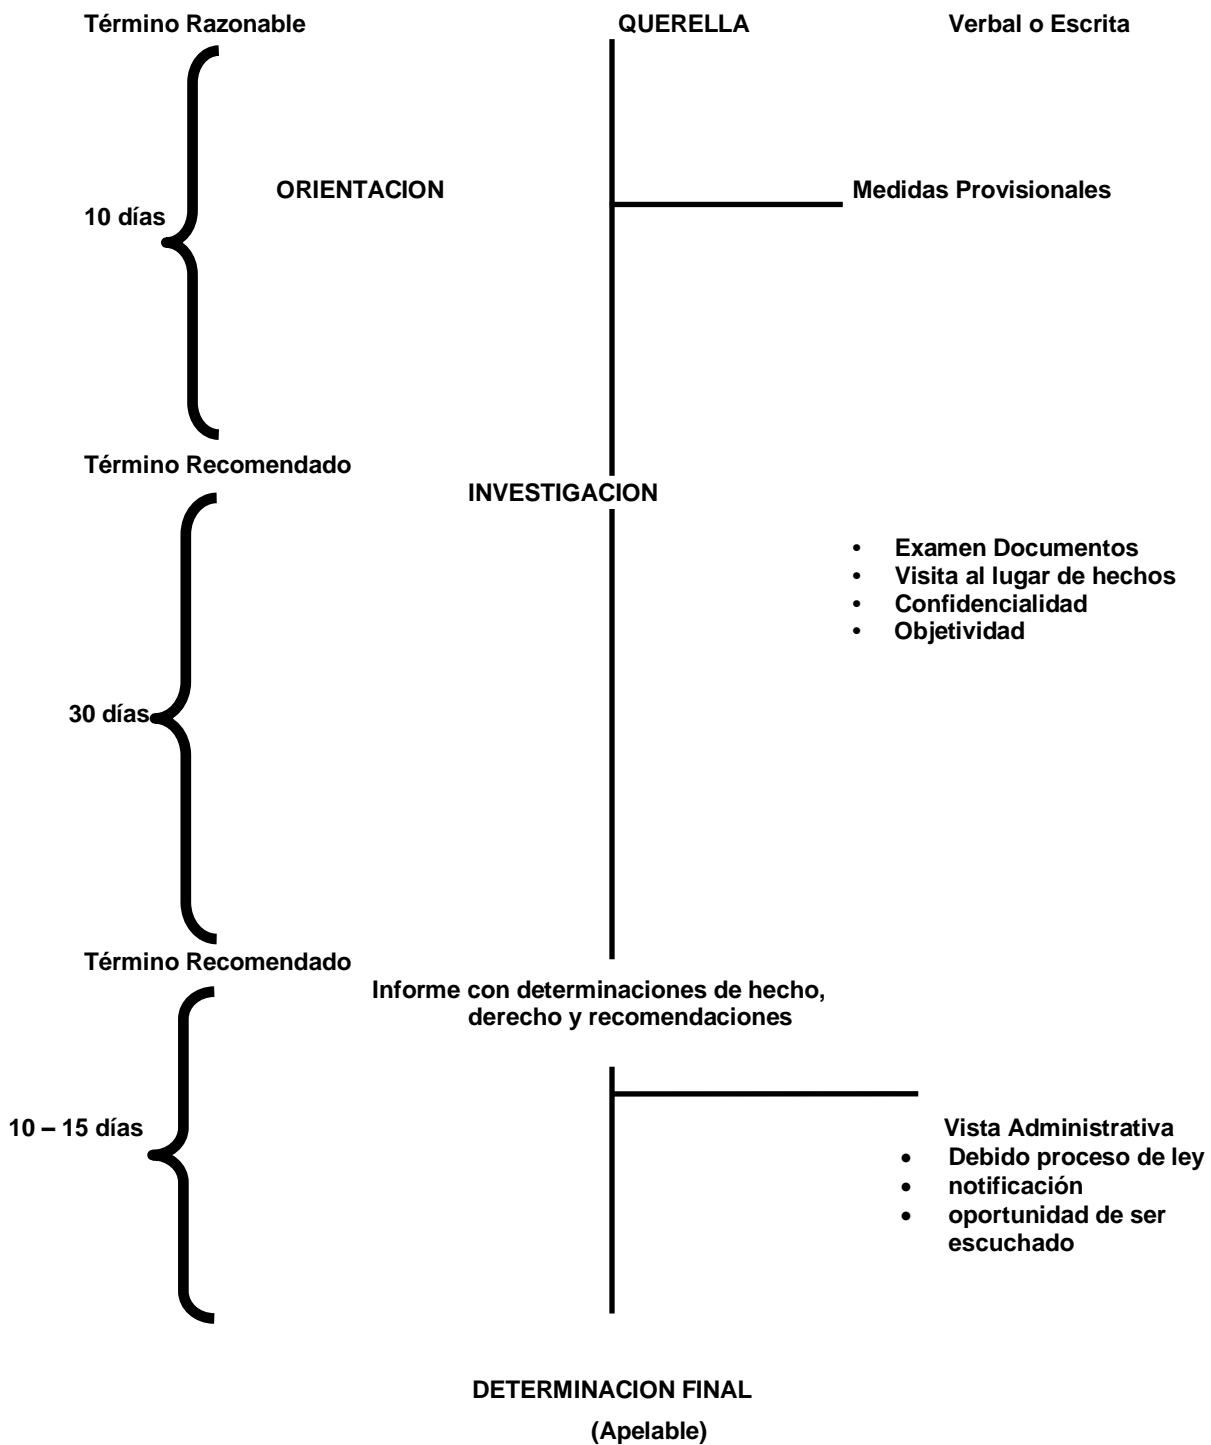 Término Razonable
QUERELLA
Verbal o Escrita
ORIENTACION
Medidas Provisionales
10 días
Término Recomendado
INVESTIGACION
• Examen Documentos
• Visita al lugar de hechos
• Confidencialidad
• Objetividad
30 días
Término Recomendado
Informe con determinaciones de hecho,
derecho y recomendaciones
10 – 15 días
Vista Administrativa
• Debido proceso de ley
• notificación
• oportunidad de ser
escuchado
DETERMINACION FINAL
(Apelable)